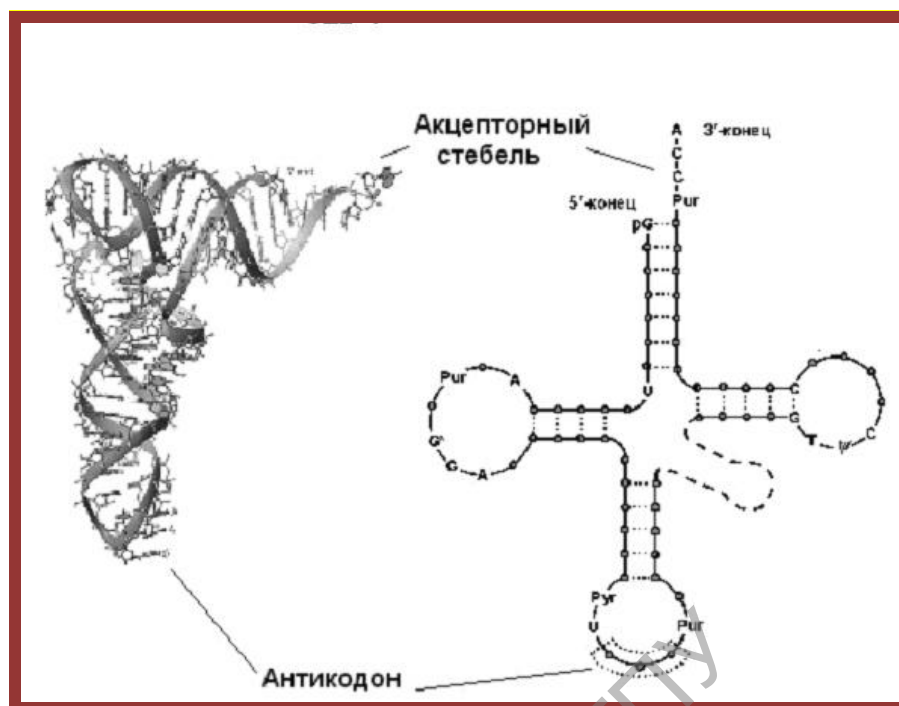 Акцепторный
стебель
A
3'-конец
C
C
Pur
5'-конец
pG
U
Pur
A
G
G
A
C
G
T
ψ
C
Pyr
U
Pur
Антикодон